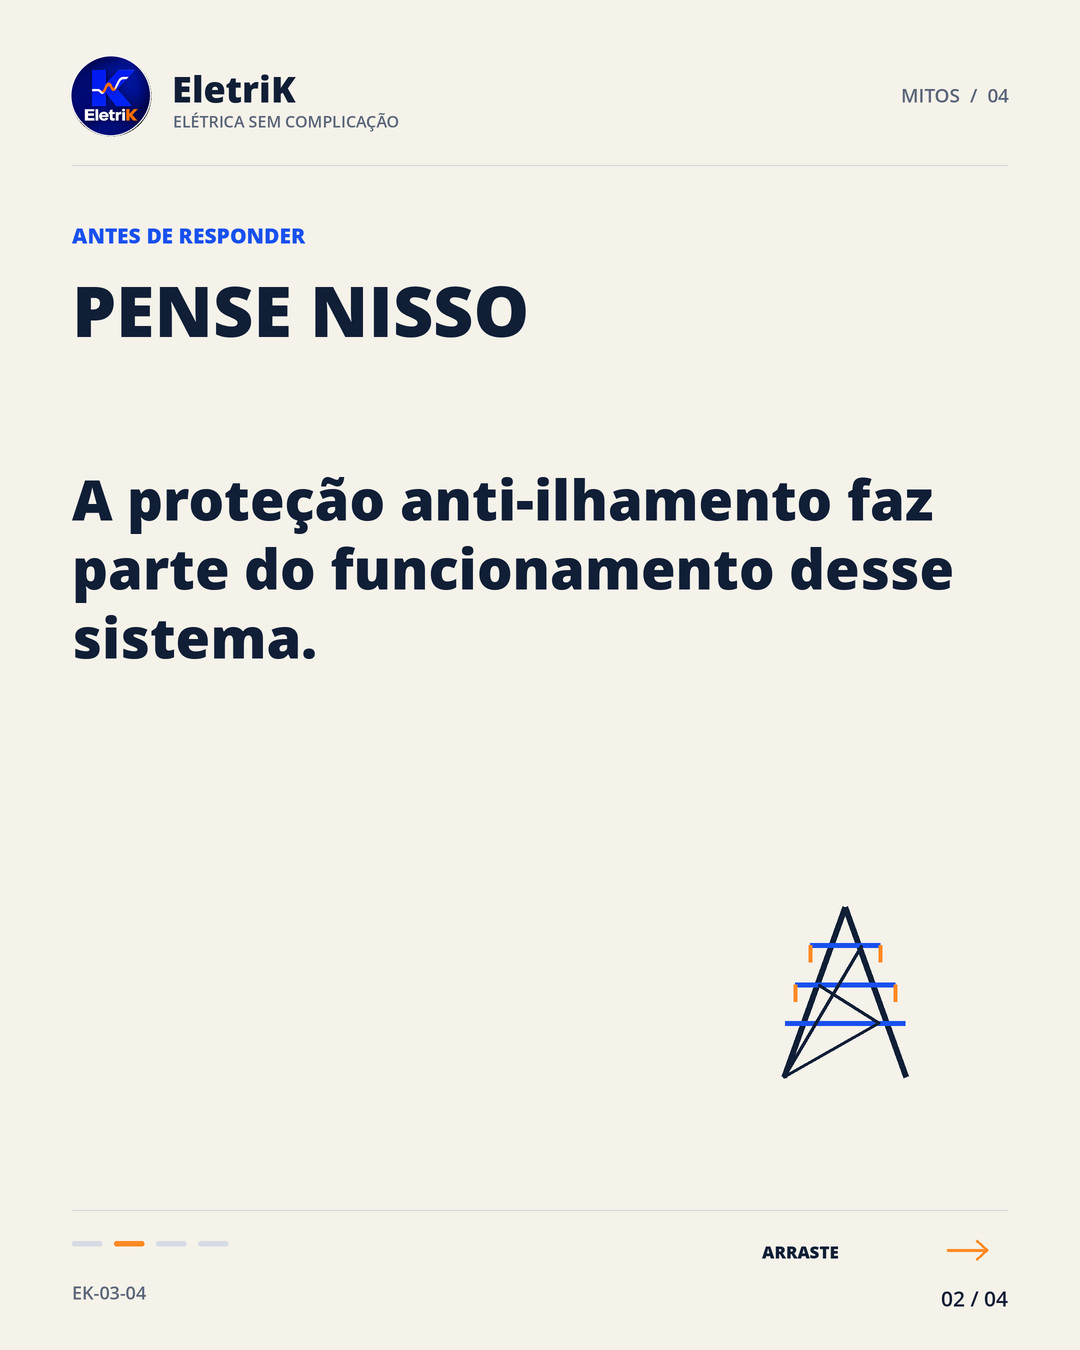 EletriK
EletriK
ELÉTRICA SEM COMPLICAÇÃO
MITOS / 04
ANTES DE RESPONDER
PENSE NISSO
A proteção anti-ilhamento faz
parte do funcionamento desse
sistema.
ARRASTE
EK-03-04
02 / 04